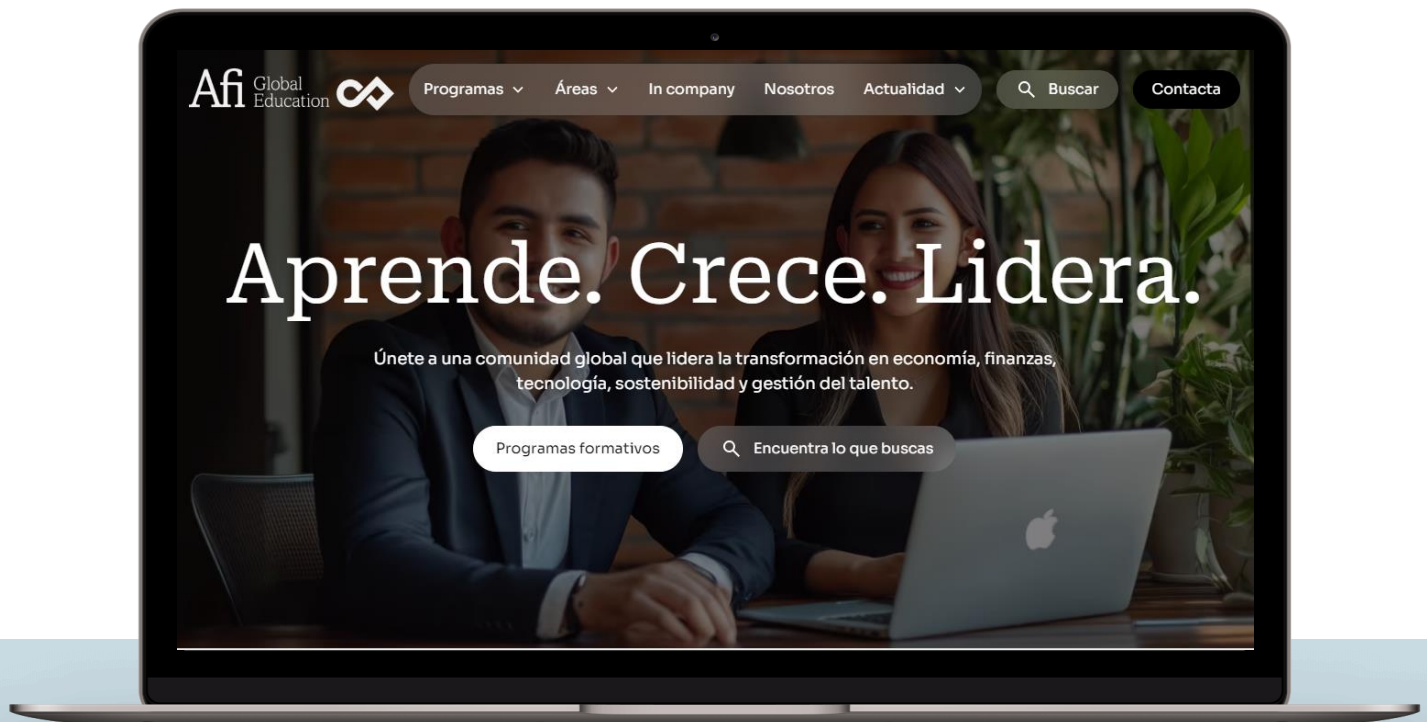 Afi Global Education
Programas
Áreas
In company
Nosotros
Actualidad
Buscar
Contacta
Aprende. Crece. Lidera.
Únete a una comunidad global que lidera la transformación en economía, finanzas,
tecnología, sostenibilidad y gestión del talento.
Programas formativos
Encuentra lo que buscas